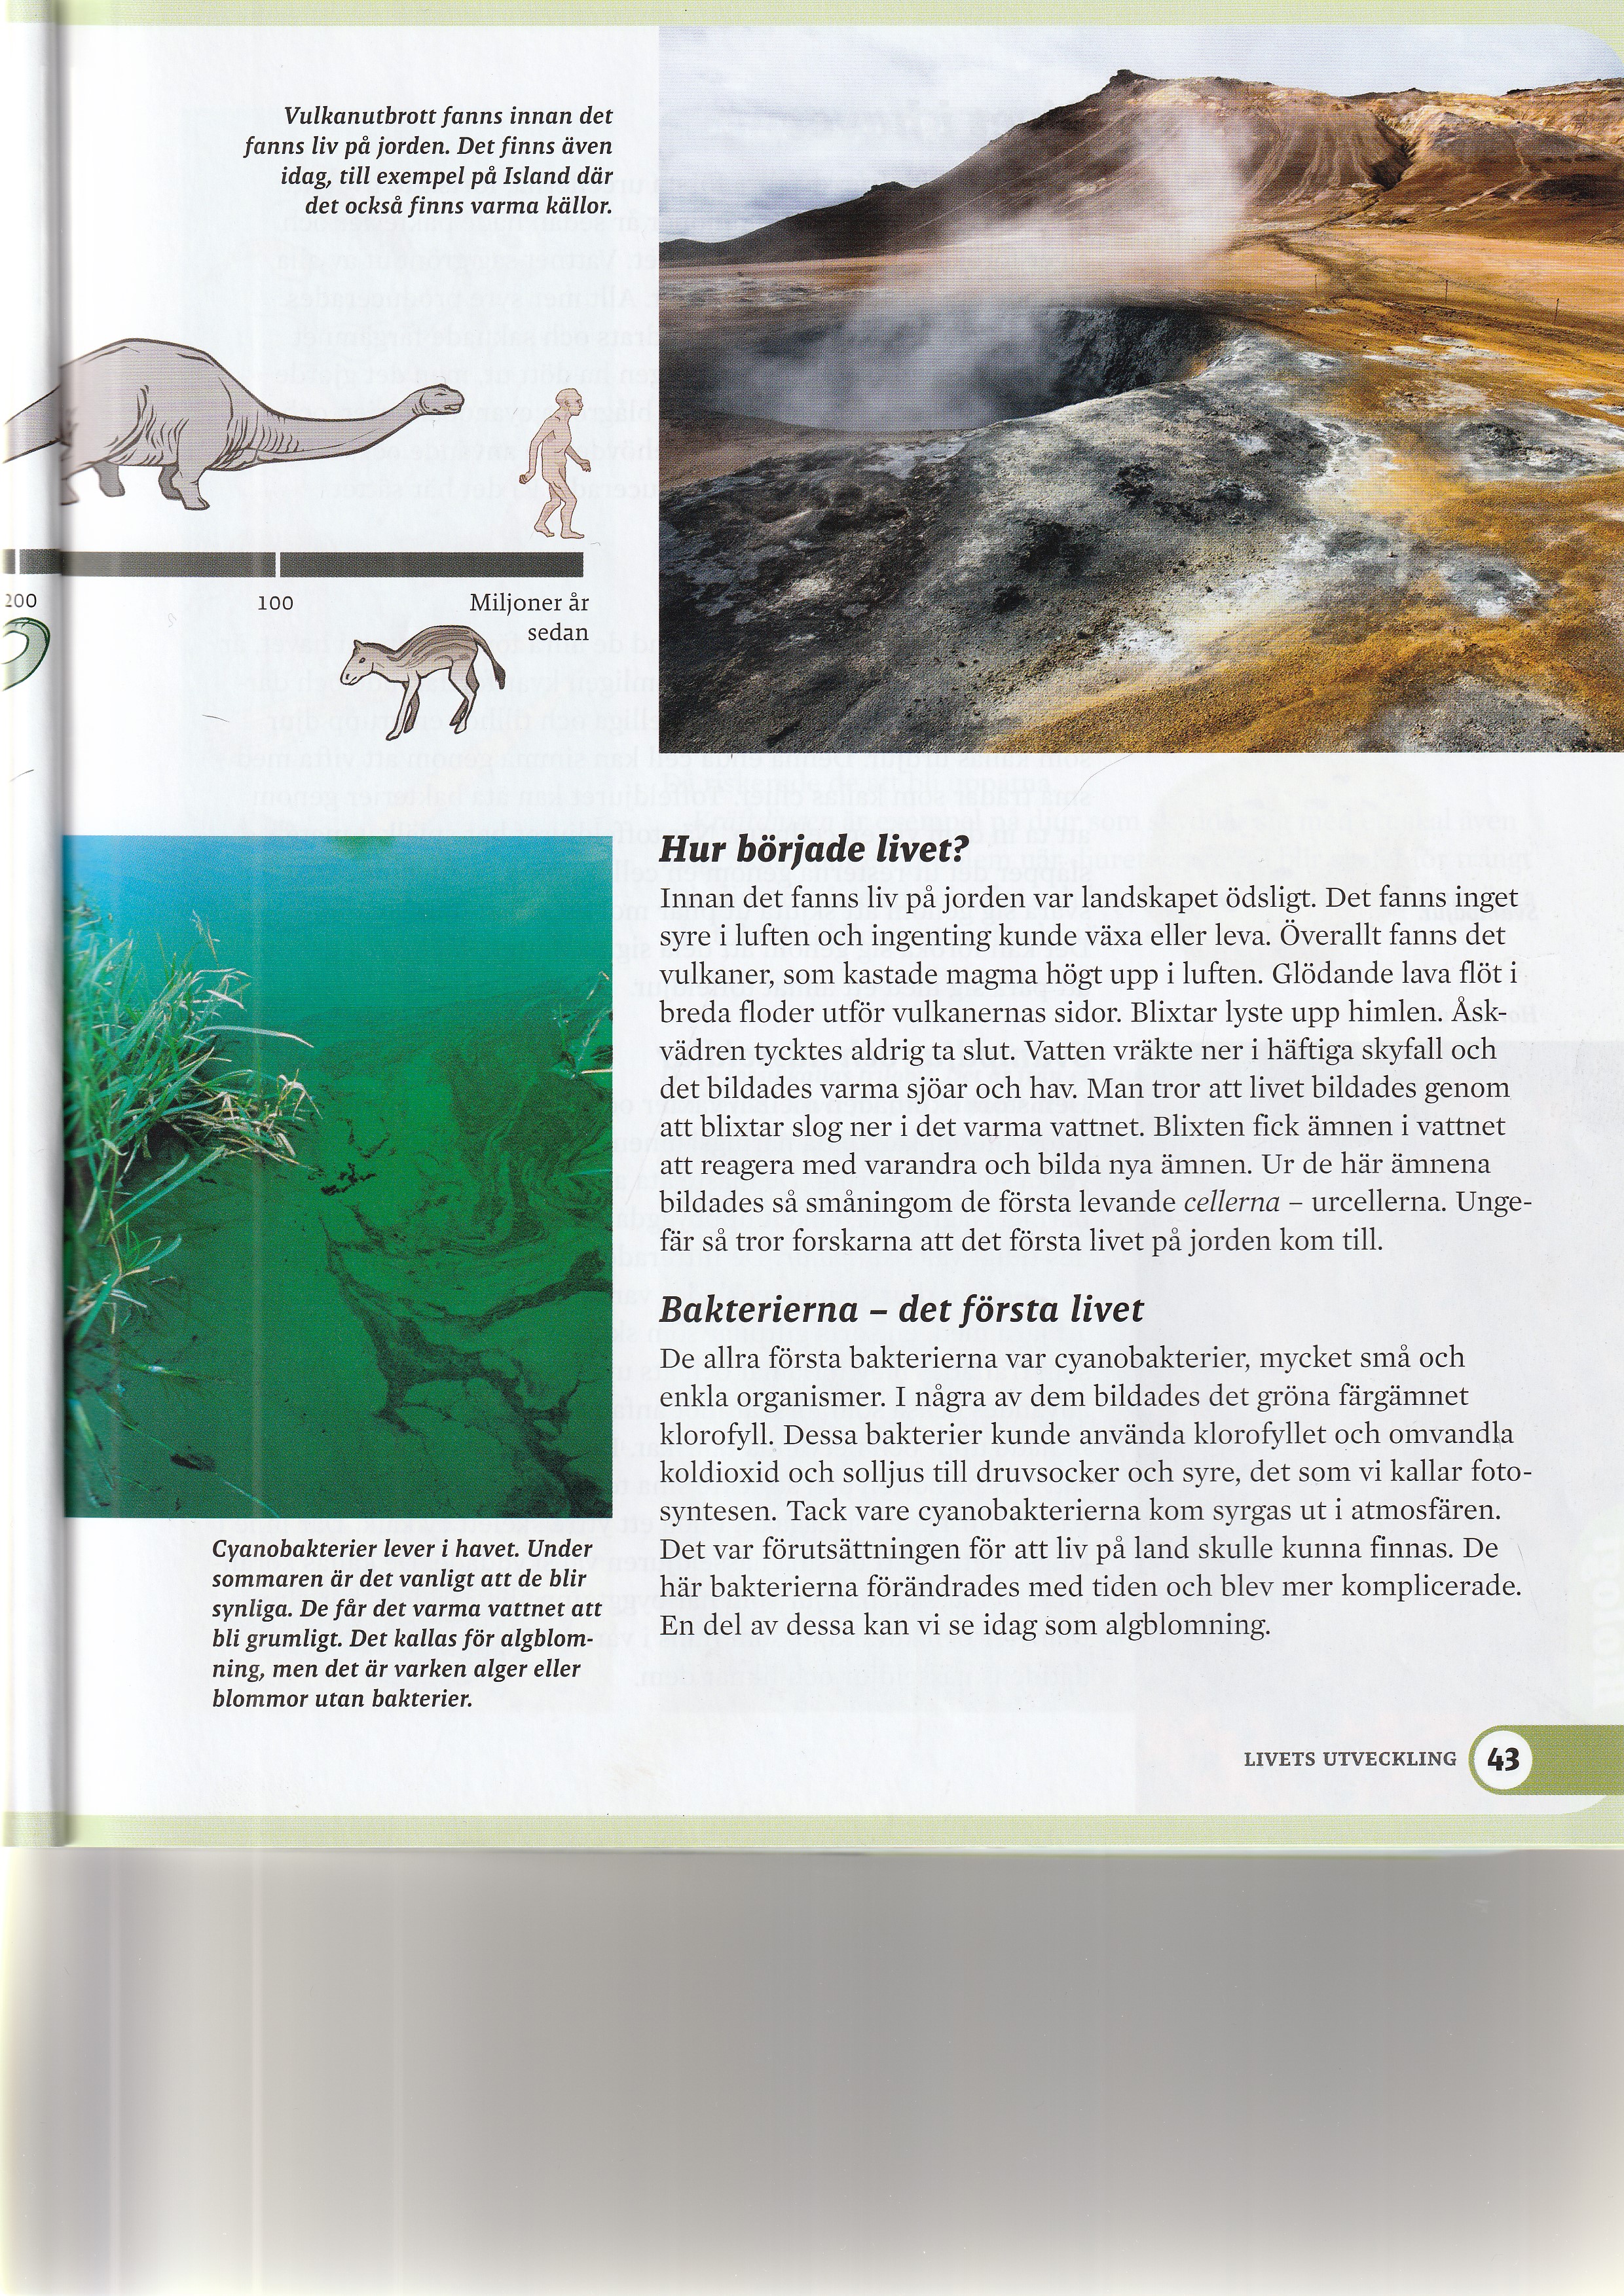 Vulkanutbrott fanns innan det
fanns liv på jorden. Det finns även
idag, till exempel på Island där
det också finns varma källor.
200
100
Miljoner år
sedan
Hur började livet?
Innan det fanns liv på jorden var landskapet ödsligt. Det fanns inget
syre i luften och ingenting kunde växa eller leva. Överallt fanns det
vulkaner, som kastade magma högt upp i luften. Glödande lava flöt i
breda floder utför vulkanernas sidor. Blixtar lyste upp himlen. Åsk-
vädren tycktes aldrig ta slut. Vatten vräkte ner i häftiga skyfall och
det bildades varma sjöar och hav. Man tror att livet bildades genom
att blixtar slog ner i det varma vattnet. Blixten fick ämnen i vattnet
att reagera med varandra och bilda nya ämnen. Ur de här ämnena
bildades så småningom de första levande cellerna – urcellerna. Unge-
fär så tror forskarna att det första livet på jorden kom till.
Bakterierna – det första livet
De allra första bakterierna var cyanobakterier, mycket små och
enkla organismer. I några av dem bildades det gröna färgämnet
klorofyll. Dessa bakterier kunde använda klorofyllet och omvandla
koldioxid och solljus till druvsocker och syre, det som vi kallar foto-
syntesen. Tack vare cyanobakterierna kom syrgas ut i atmosfären.
Det var förutsättningen för att liv på land skulle kunna finnas. De
här bakterierna förändrades med tiden och blev mer komplicerade.
En del av dessa kan vi se idag som algblomning.
Cyanobakterier lever i havet. Under
sommaren är det vanligt att de blir
synliga. De får det varma vattnet att
bli grumligt. Det kallas för algblom-
ning, men det är varken alger eller
blommor utan bakterier.
LIVETS UTVECKLING 43